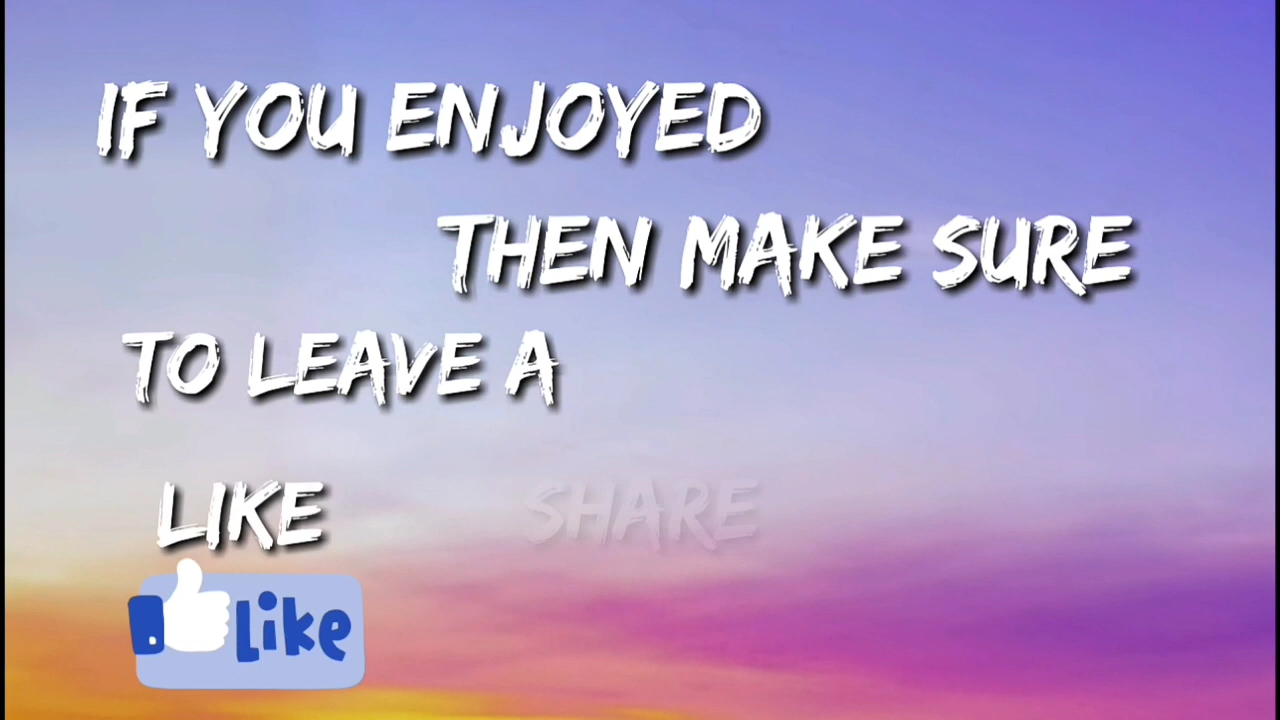 IF YOU ENJOYED
THEN MAKE SURE
TO LEAVE A
LIKE SHARE
Like